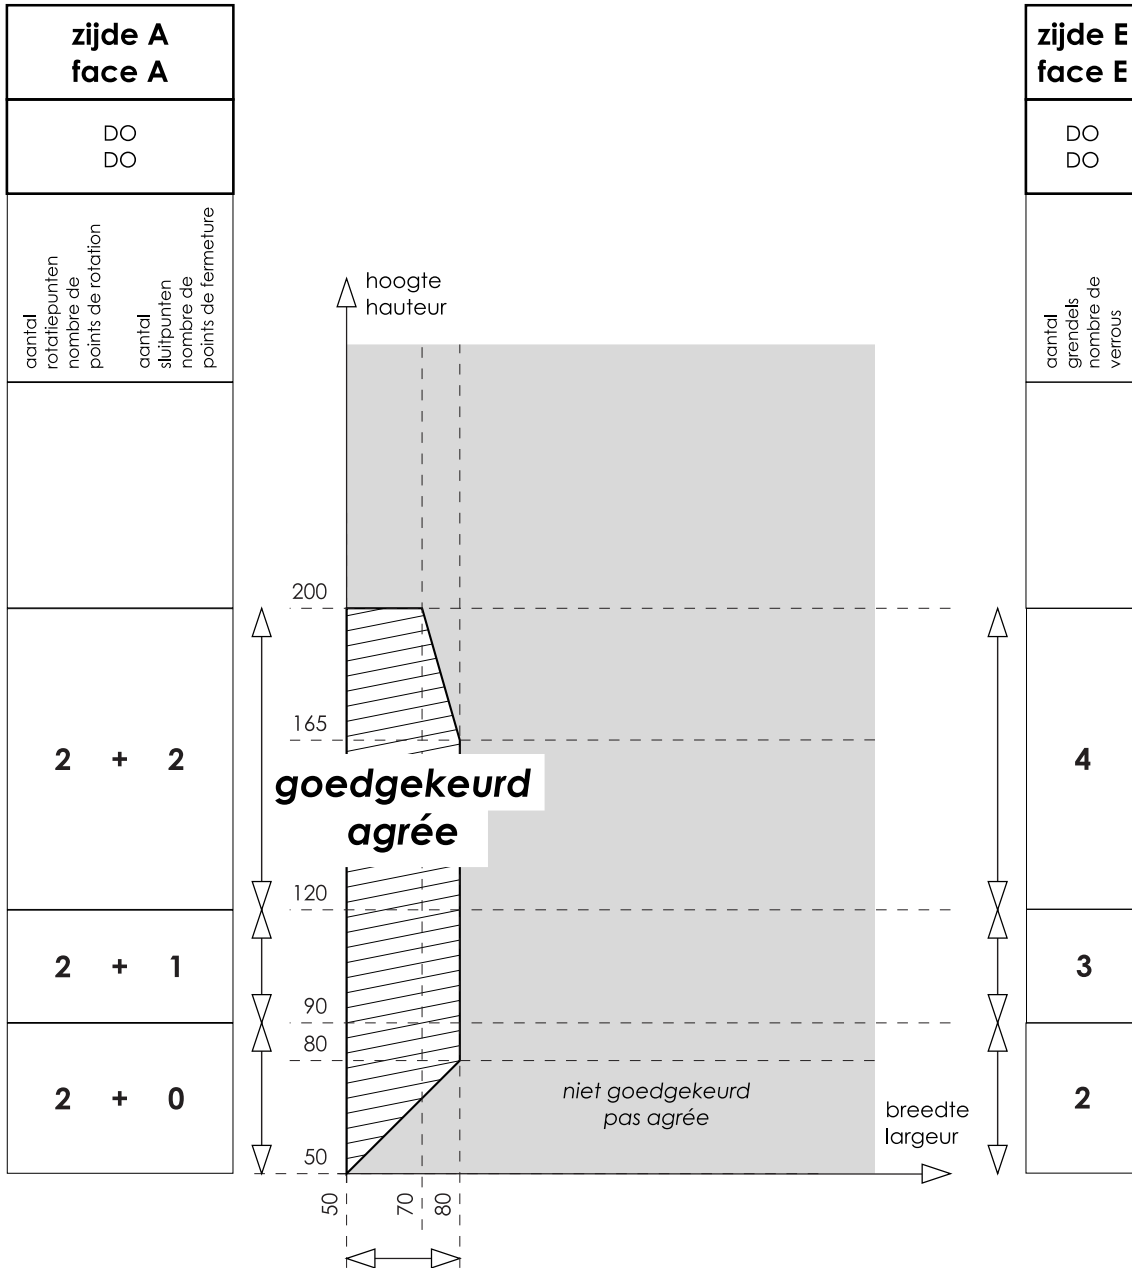 zijde A
face A
DO
DO
aantal
rotatiepunten
nombre de
points de rotation
aantal
sluitpunten
nombre de
points de fermeture
zijde E
face E
DO
DO
aantal
grendels
nombre de
verrous
hoogte
hauteur
200
165
2 + 2
goedgekeurd
agrée
4
120
2 + 1
3
90
80
2 + 0
niet goedgekeurd
pas agrée
2
breedte
largeur
50
50
70
80